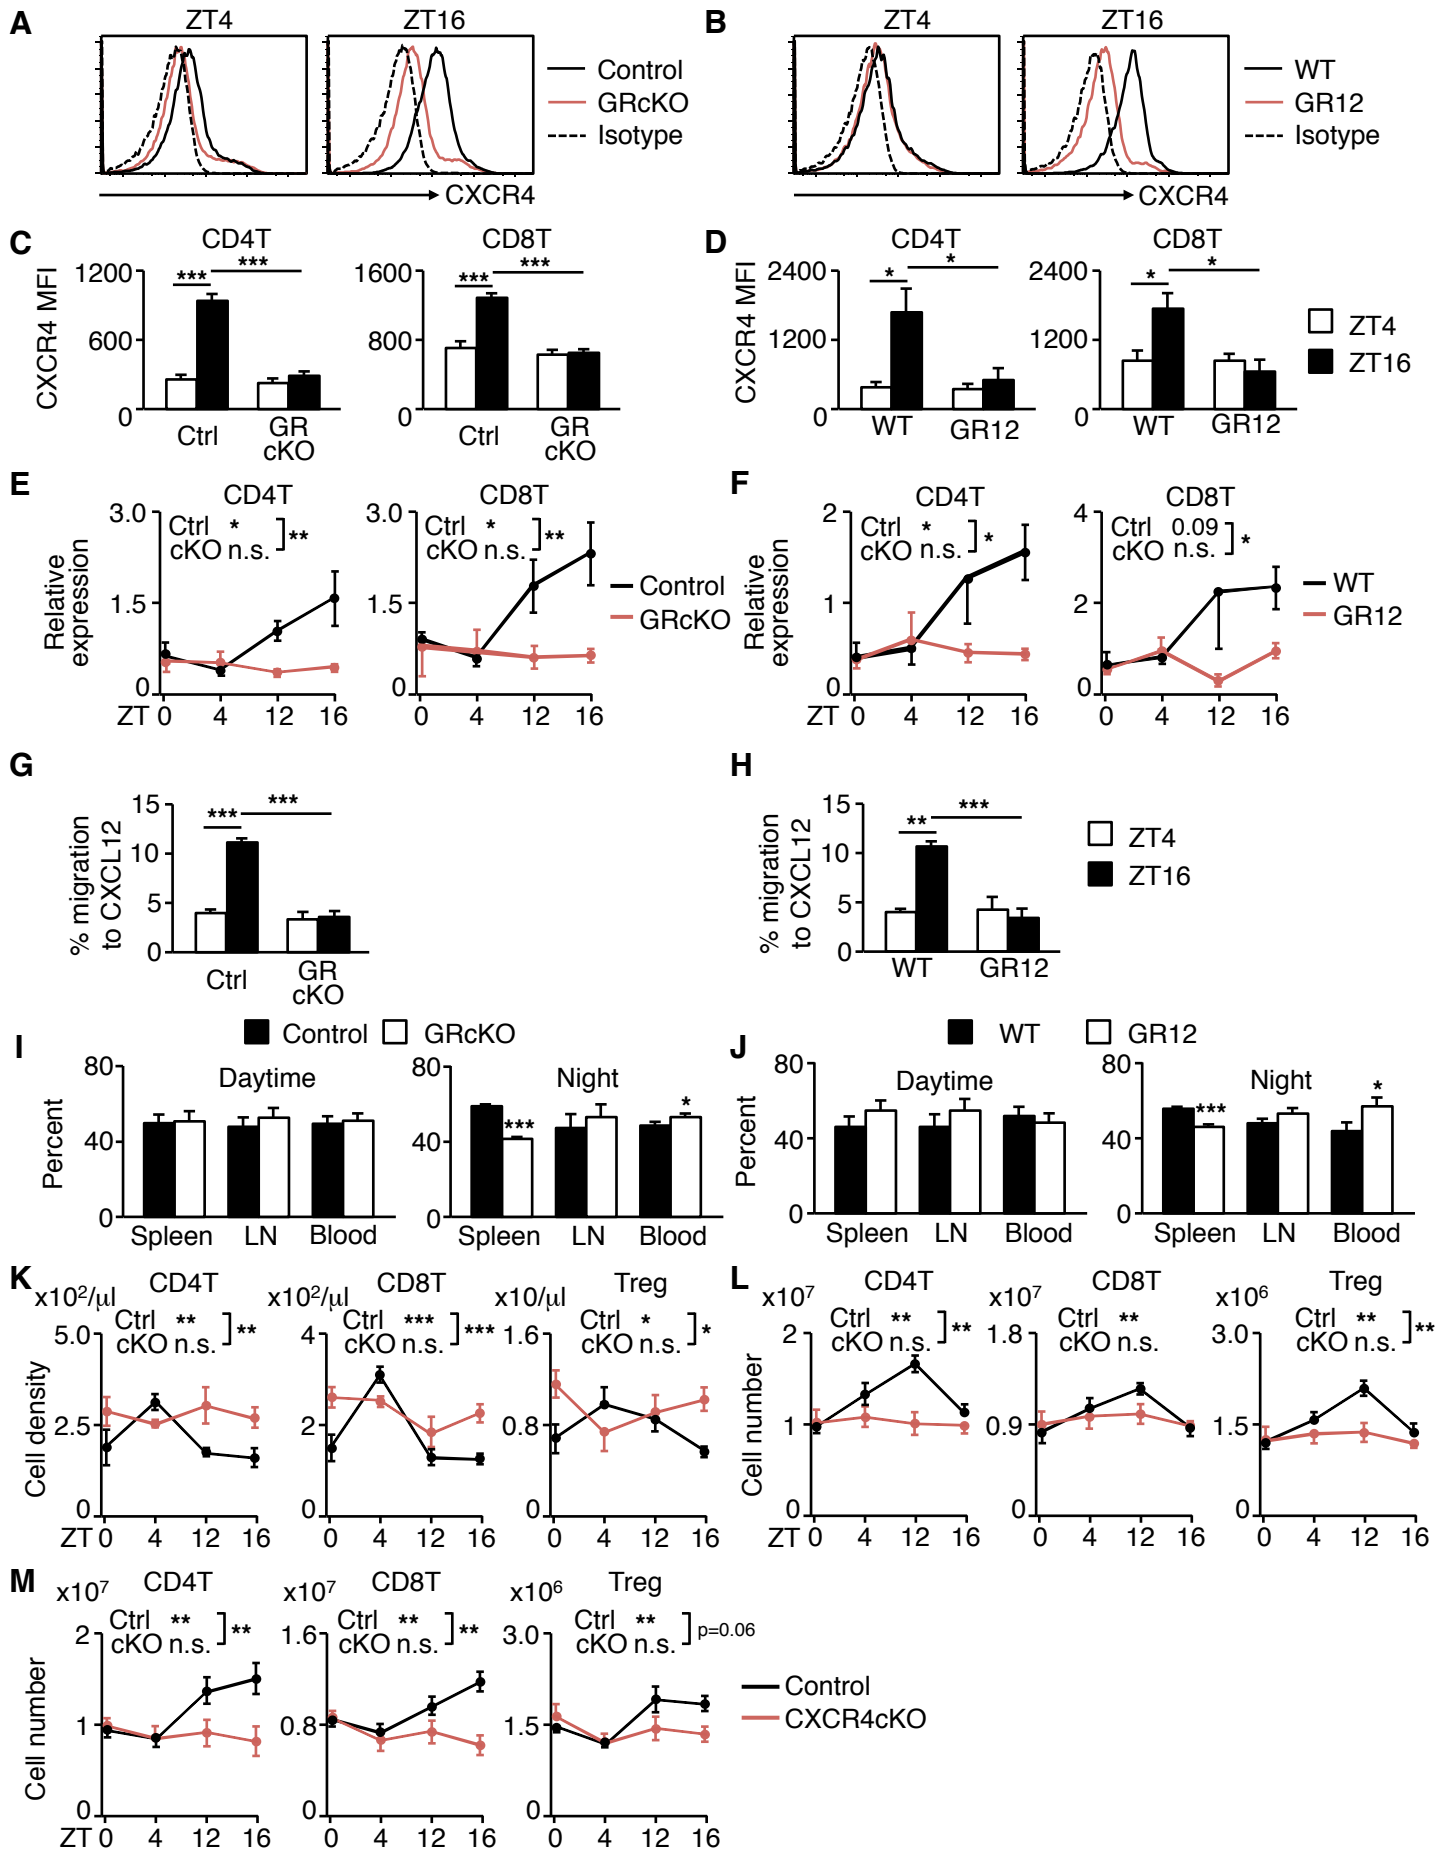 A
ZT4
ZT16
Control
GRcKO
Isotype
CXCR4
B
ZT4
ZT16
WT
GR12
Isotype
CXCR4
C
CD4T
CD8T
CXCR4 MFI
1200
600
0
***
***
Ctrl
GR
cKO
1600
800
0
***
***
Ctrl
GR
cKO
D
CD4T
CD8T
CXCR4 MFI
2400
1200
0
*
*
WT
GR12
2400
1200
0
*
*
WT
GR12
ZT4
ZT16
E
CD4T
CD8T
Relative
expression
3.0
1.5
0
Ctrl *
cKO n.s.
**
ZT 0 4 12 16
3.0
1.5
0
Ctrl *
cKO n.s.
**
0 4 12 16
Control
GRcKO
F
CD4T
CD8T
Relative
expression
2
1
0
Ctrl *
cKO n.s.
*
ZT 0 4 12 16
4
2
0
Ctrl 0.09
cKO n.s.
*
0 4 12 16
WT
GR12
G
% migration
to CXCL12
15
10
5
0
***
***
Ctrl
GR
cKO
H
% migration
to CXCL12
15
10
5
0
**
***
WT
GR12
ZT4
ZT16
I
Control GRcKO
Percent
80
40
0
Daytime
Spleen LN Blood
80
40
0
Night
***
*
Spleen LN Blood
J
WT GR12
Percent
80
40
0
Daytime
Spleen LN Blood
80
40
0
Night
***
*
Spleen LN Blood
K
CD4T
CD8T
Treg
Cell density
x10²/µl
5.0
2.5
0
Ctrl **
cKO n.s.
**
ZT 0 4 12 16
x10²/µl
4
2
0
Ctrl ***
cKO n.s.
***
0 4 12 16
x10/µl
1.6
0.8
0
Ctrl *
cKO n.s.
*
0 4 12 16
L
CD4T
CD8T
Treg
Cell number
x10⁷
2
1
0
Ctrl **
cKO n.s.
**
ZT 0 4 12 16
x10⁷
1.8
0.9
0
Ctrl **
cKO n.s.
0 4 12 16
x10⁶
3.0
1.5
0
Ctrl **
cKO n.s.
**
0 4 12 16
M
CD4T
CD8T
Treg
Cell number
x10⁷
2
1
0
Ctrl **
cKO n.s.
**
ZT 0 4 12 16
x10⁷
1.6
0.8
0
Ctrl **
cKO n.s.
**
0 4 12 16
x10⁶
3.0
1.5
0
Ctrl **
cKO n.s.
p=0.06
0 4 12 16
Control
CXCR4cKO